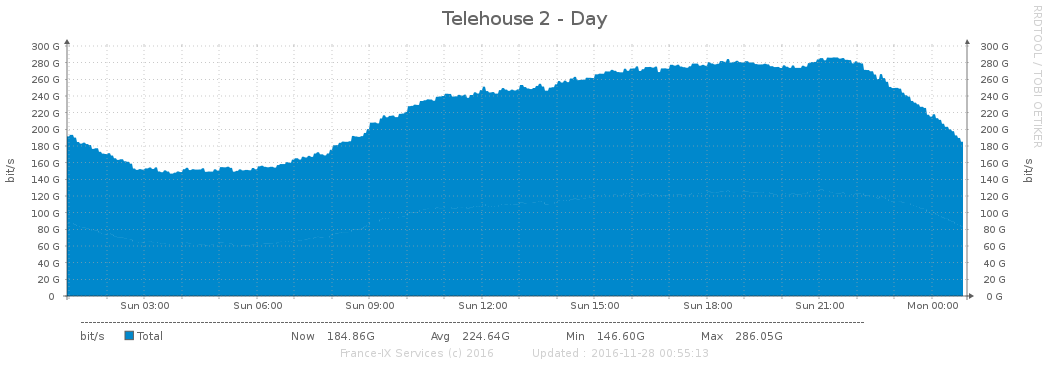 Telehouse 2 - Day
RRDTOOL / TOBI OETIKER
300 G 300 G
280 G 280 G
260 G 260 G
240 G 240 G
220 G 220 G
200 G 200 G
180 G 180 G
160 G 160 G
140 G 140 G
120 G 120 G
100 G 100 G
80 G 80 G
60 G 60 G
40 G 40 G
20 G 20 G
0 0 G
bit/s bit/s
Sun 03:00 Sun 06:00 Sun 09:00 Sun 12:00 Sun 15:00 Sun 18:00 Sun 21:00 Mon 00:00
bit/s Total Now 184.86G Avg 224.64G Min 146.60G Max 286.05G
France-IX Services (c) 2016 Updated : 2016-11-28 00:55:13